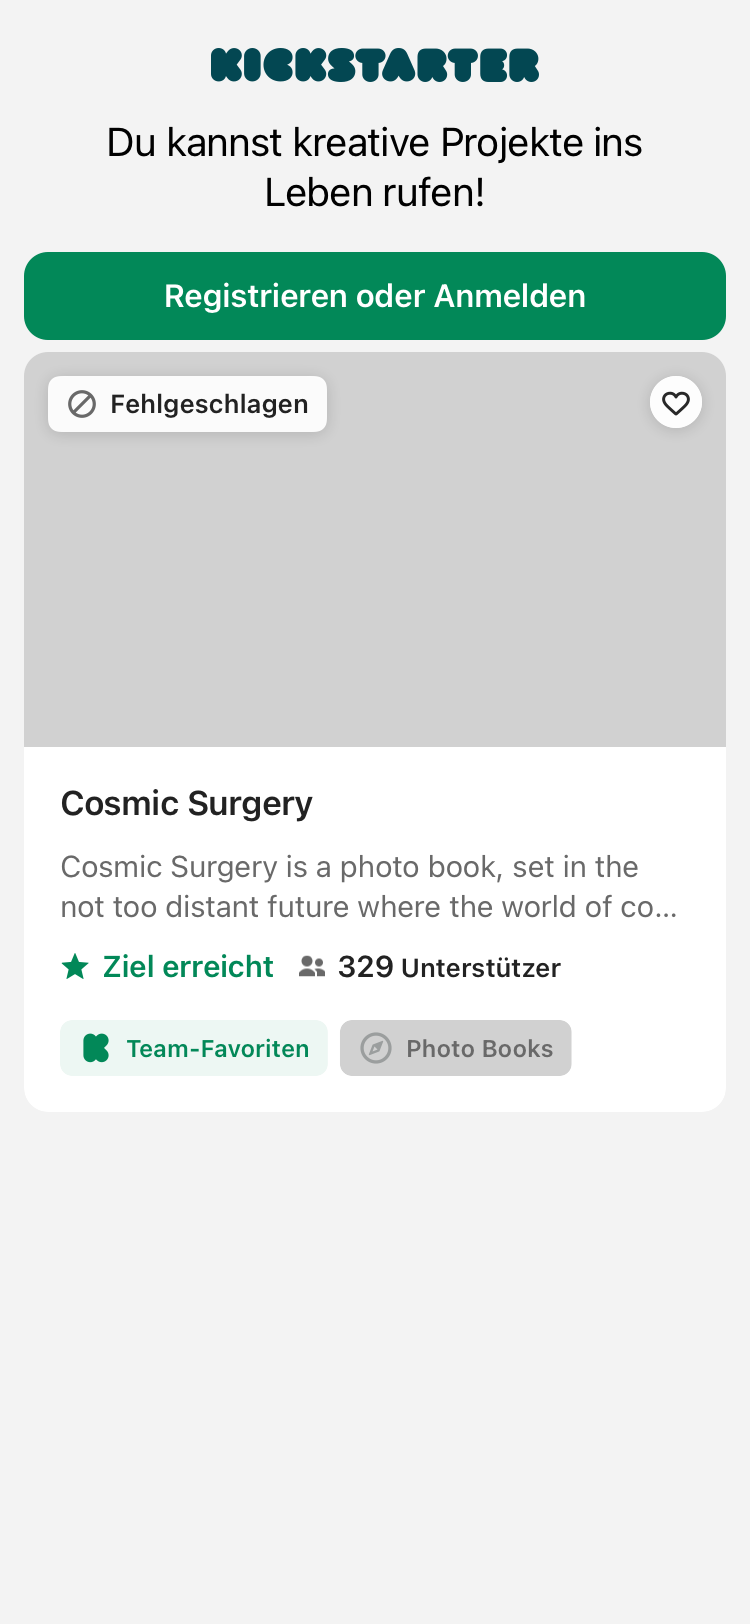 KICKSTARTER
Du kannst kreative Projekte ins
Leben rufen!
Registrieren oder Anmelden
Fehlgeschlagen
Cosmic Surgery
Cosmic Surgery is a photo book, set in the
not too distant future where the world of co...
Ziel erreicht 329 Unterstützer
Team-Favoriten Photo Books